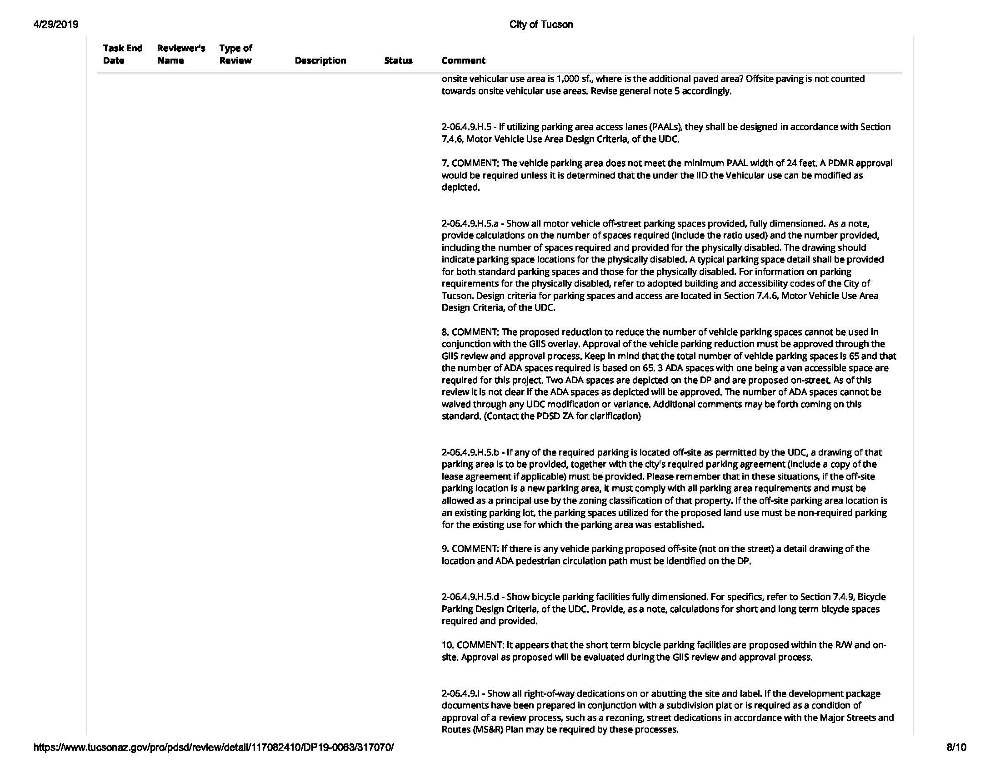 4/29/2019
City of Tucson
Task End Date
Reviewer's Name
Type of Review
Description
Status
Comment
onsite vehicular use area is 1,000 sf., where is the additional paved area? Offsite paving is not counted
towards onsite vehicular use areas. Revise general note 5 accordingly.
2-06.4.9.H.5 - If utilizing parking area access lanes (PAALs), they shall be designed in accordance with Section
7.4.6, Motor Vehicle Use Area Design Criteria, of the UDC.
7. COMMENT: The vehicle parking area does not meet the minimum PAAL width of 24 feet. A PDMR approval
would be required unless it is determined that the under the IID the Vehicular use can be modified as
depicted.
2-06.4.9.H.5.a - Show all motor vehicle off-street parking spaces provided, fully dimensioned. As a note,
provide calculations on the number of spaces required (include the ratio used) and the number provided,
including the number of spaces required and provided for the physically disabled. The drawing should
indicate parking space locations for the physically disabled. A typical parking space detail shall be provided
for both standard parking spaces and those for the physically disabled. For information on parking
requirements for the physically disabled, refer to adopted building and accessibility codes of the City of
Tucson. Design criteria for parking spaces and access are located in Section 7.4.6, Motor Vehicle Use Area
Design Criteria, of the UDC.
8. COMMENT: The proposed reduction to reduce the number of vehicle parking spaces cannot be used in
conjunction with the GIIS overlay. Approval of the vehicle parking reduction must be approved through the
GIIS review and approval process. Keep in mind that the total number of vehicle parking spaces is 65 and that
the number of ADA spaces required is based on 65. 3 ADA spaces with one being a van accessible space are
required for this project. Two ADA spaces are depicted on the DP and are proposed on-street. As of this
review it is not clear if the ADA spaces as depicted will be approved. The number of ADA spaces cannot be
waived through any UDC modification or variance. Additional comments may be forth coming on this
standard. (Contact the PDSD ZA for clarification)
2-06.4.9.H.5.b - If any of the required parking is located off-site as permitted by the UDC, a drawing of that
parking area is to be provided, together with the city's required parking agreement (include a copy of the
lease agreement if applicable) must be provided. Please remember that in these situations, if the off-site
parking location is a new parking area, it must comply with all parking area requirements and must be
allowed as a principal use by the zoning classification of that property. If the off-site parking area location is
an existing parking lot, the parking spaces utilized for the proposed land use must be non-required parking
for the existing use for which the parking area was established.
9. COMMENT: If there is any vehicle parking proposed off-site (not on the street) a detail drawing of the
location and ADA pedestrian circulation path must be identified on the DP.
2-06.4.9.H.5.d - Show bicycle parking facilities fully dimensioned. For specifics, refer to Section 7.4.9, Bicycle
Parking Design Criteria, of the UDC. Provide, as a note, calculations for short and long term bicycle spaces
required and provided.
10. COMMENT: It appears that the short term bicycle parking facilities are proposed within the R/W and on-
site. Approval as proposed will be evaluated during the GIIS review and approval process.
2-06.4.9.I - Show all right-of-way dedications on or abutting the site and label. If the development package
documents have been prepared in conjunction with a subdivision plat or is required as a condition of
approval of a review process, such as a rezoning, street dedications in accordance with the Major Streets and
Routes (MS&R) Plan may be required by these processes.
https://www.tucsonaz.gov/pro/pdsd/review/detail/117082410/DP19-0063/317070/
8/10